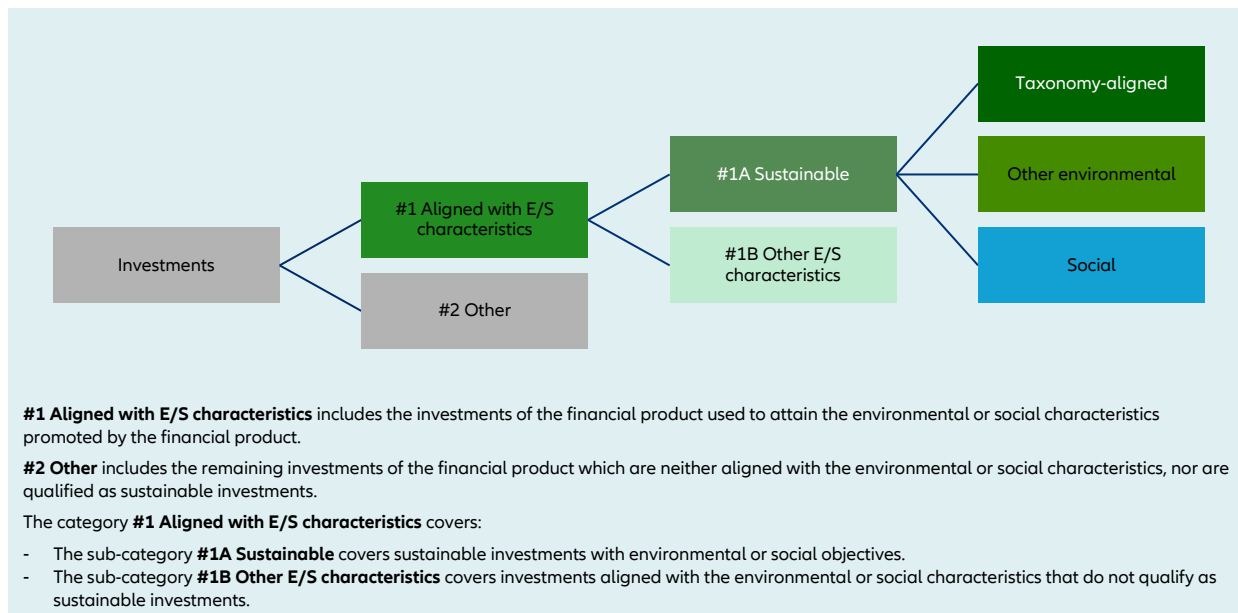 Taxonomy-aligned
#1A Sustainable
Other environmental
#1 Aligned with E/S
characteristics
Investments
#1B Other E/S
characteristics
Social
#2 Other
#1 Aligned with E/S characteristics includes the investments of the financial product used to attain the environmental or social characteristics
promoted by the financial product.
#2 Other includes the remaining investments of the financial product which are neither aligned with the environmental or social characteristics, nor are
qualified as sustainable investments.
The category #1 Aligned with E/S characteristics covers:
- The sub-category #1A Sustainable covers sustainable investments with environmental or social objectives.
- The sub-category #1B Other E/S characteristics covers investments aligned with the environmental or social characteristics that do not qualify as
sustainable investments.